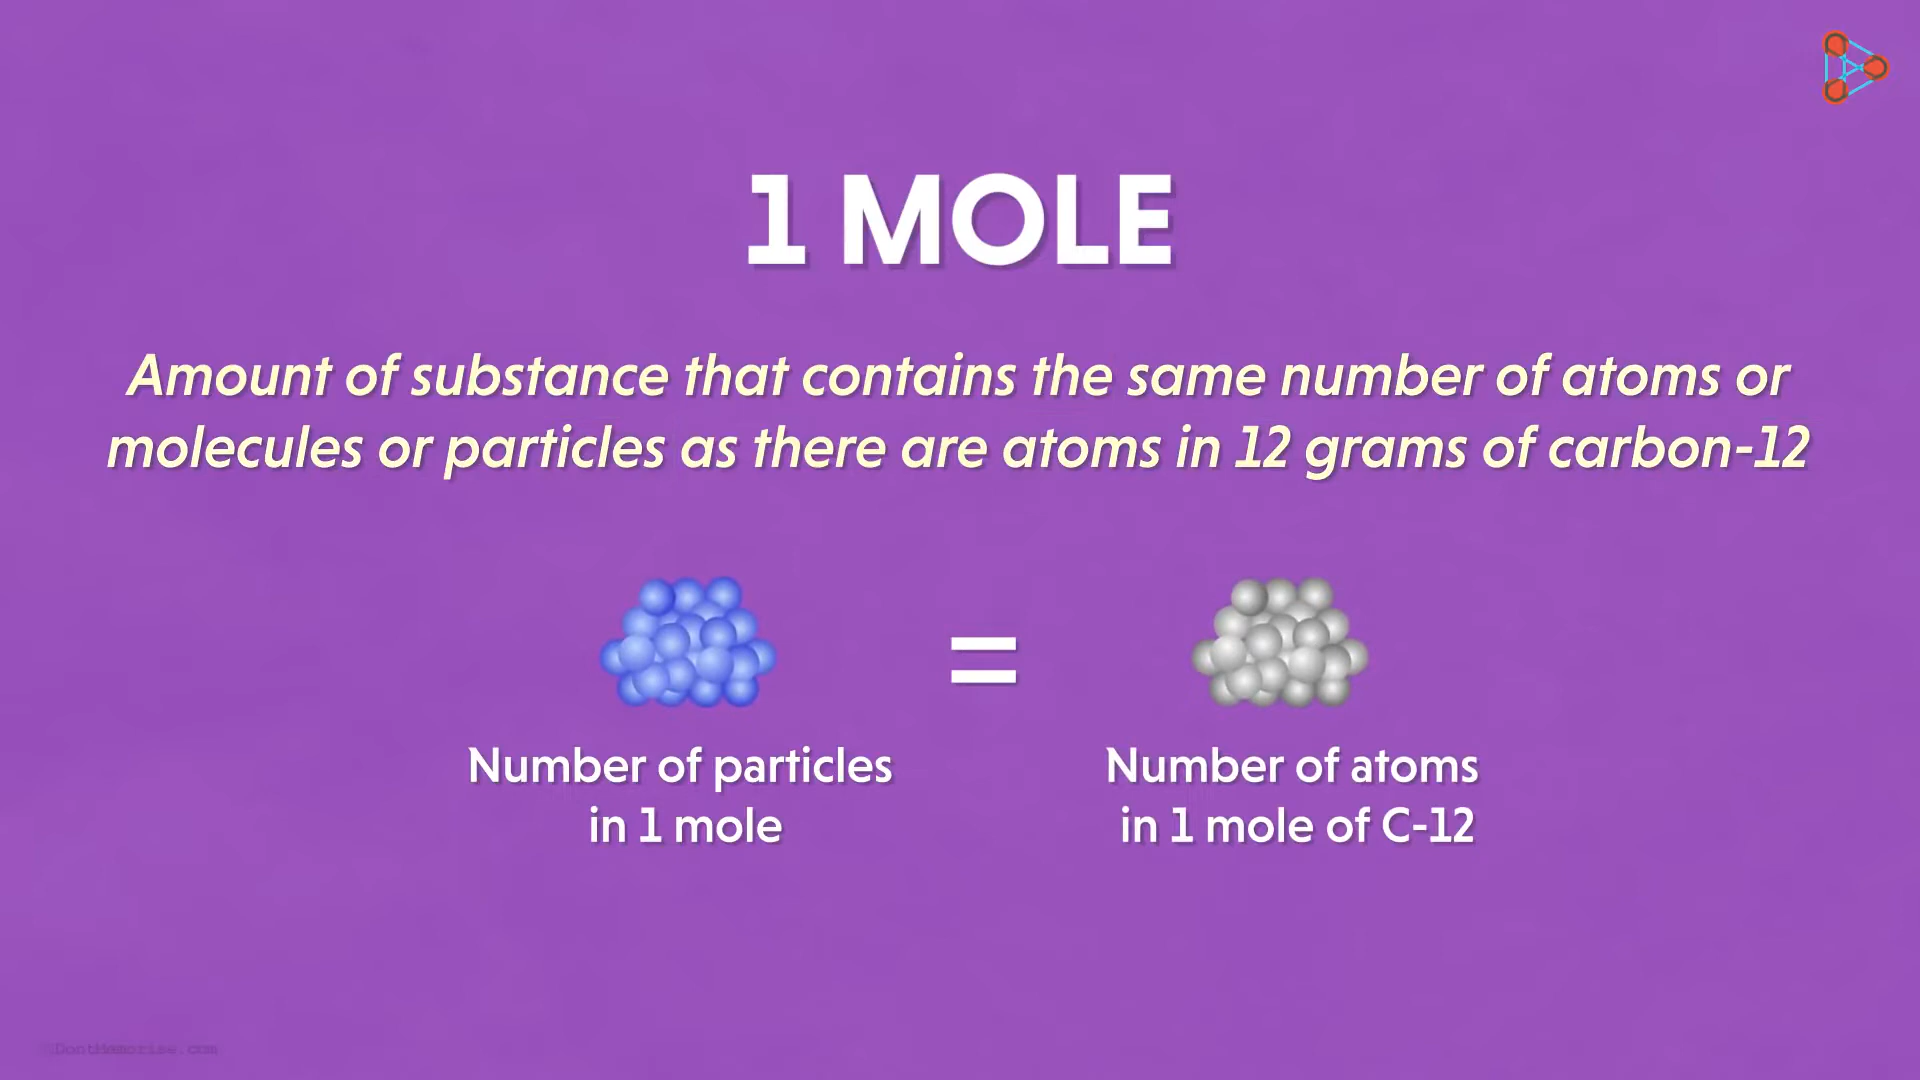 1 MOLE
Amount of substance that contains the same number of atoms or
molecules or particles as there are atoms in 12 grams of carbon-12
=
Number of particles
in 1 mole
Number of atoms
in 1 mole of C-12
©DontMemorise.com